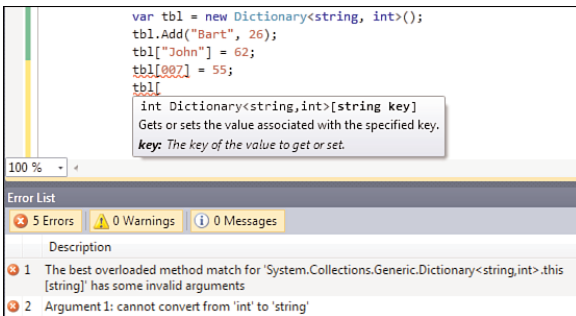 var tbl = new Dictionary<string, int>();
tbl.Add("Bart", 26);
tbl["John"] = 62;
tbl[007] = 55;
tbl[
int Dictionary<string,int>[string key]
Gets or sets the value associated with the specified key.
key: The key of the value to get or set.
100 %
Error List
5 Errors 0 Warnings 0 Messages
Description
1 The best overloaded method match for 'System.Collections.Generic.Dictionary<string,int>.this
[string]' has some invalid arguments
2 Argument 1: cannot convert from 'int' to 'string'